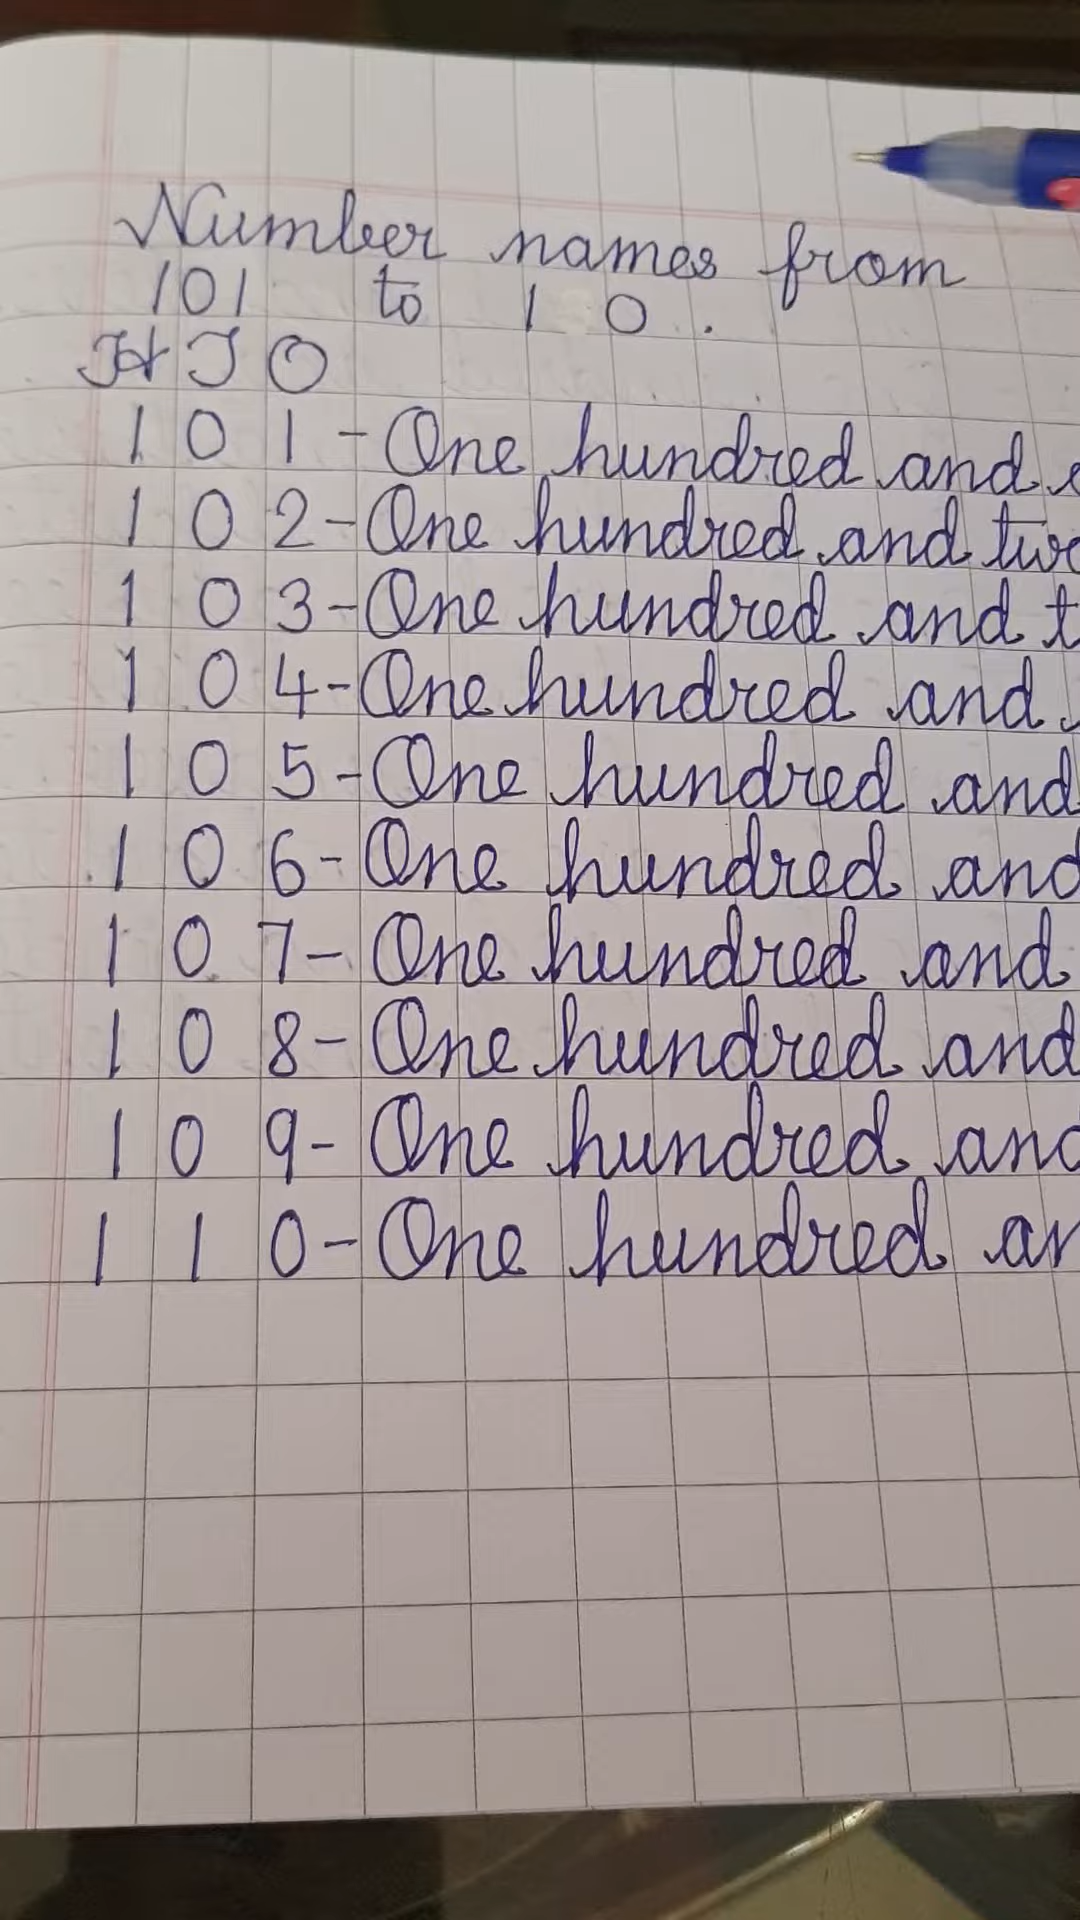 Number names from
101 to 1 0.
H T O
1 0 1 - One hundred and
1 0 2 - One hundred and two
1 0 3 - One hundred and t
1 0 4 - One hundred and
1 0 5 - One hundred and
1 0 6 - One hundred and
1 0 7 - One hundred and
1 0 8 - One hundred and
1 0 9 - One hundred and
1 1 0 - One hundred an